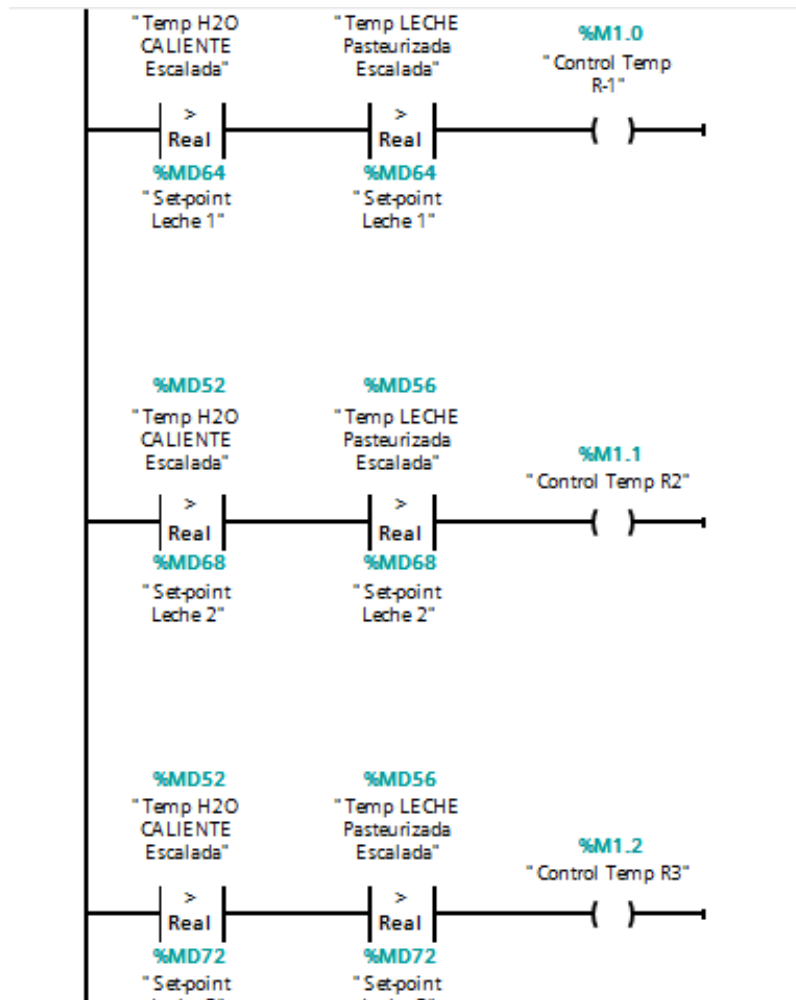 "Temp H2O
CALIENTE
Escalada"
"Temp LECHE
Pasteurizada
Escalada"
%M1.0
"Control Temp
R-1"
>
Real
>
Real
( )
%MD64
"Set-point
Leche 1"
%MD64
"Set-point
Leche 1"
%MD52
"Temp H2O
CALIENTE
Escalada"
%MD56
"Temp LECHE
Pasteurizada
Escalada"
%M1.1
"Control Temp R2"
>
Real
>
Real
( )
%MD68
"Set-point
Leche 2"
%MD68
"Set-point
Leche 2"
%MD52
"Temp H2O
CALIENTE
Escalada"
%MD56
"Temp LECHE
Pasteurizada
Escalada"
%M1.2
"Control Temp R3"
>
Real
>
Real
( )
%MD72
"Set-point
%MD72
"Set-point